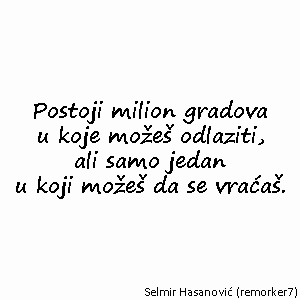 Postoji milion gradova
u koje možeš odlaziti,
ali samo jedan
u koji možeš da se vraćaš.
Selmir Hasanović (remorker7)